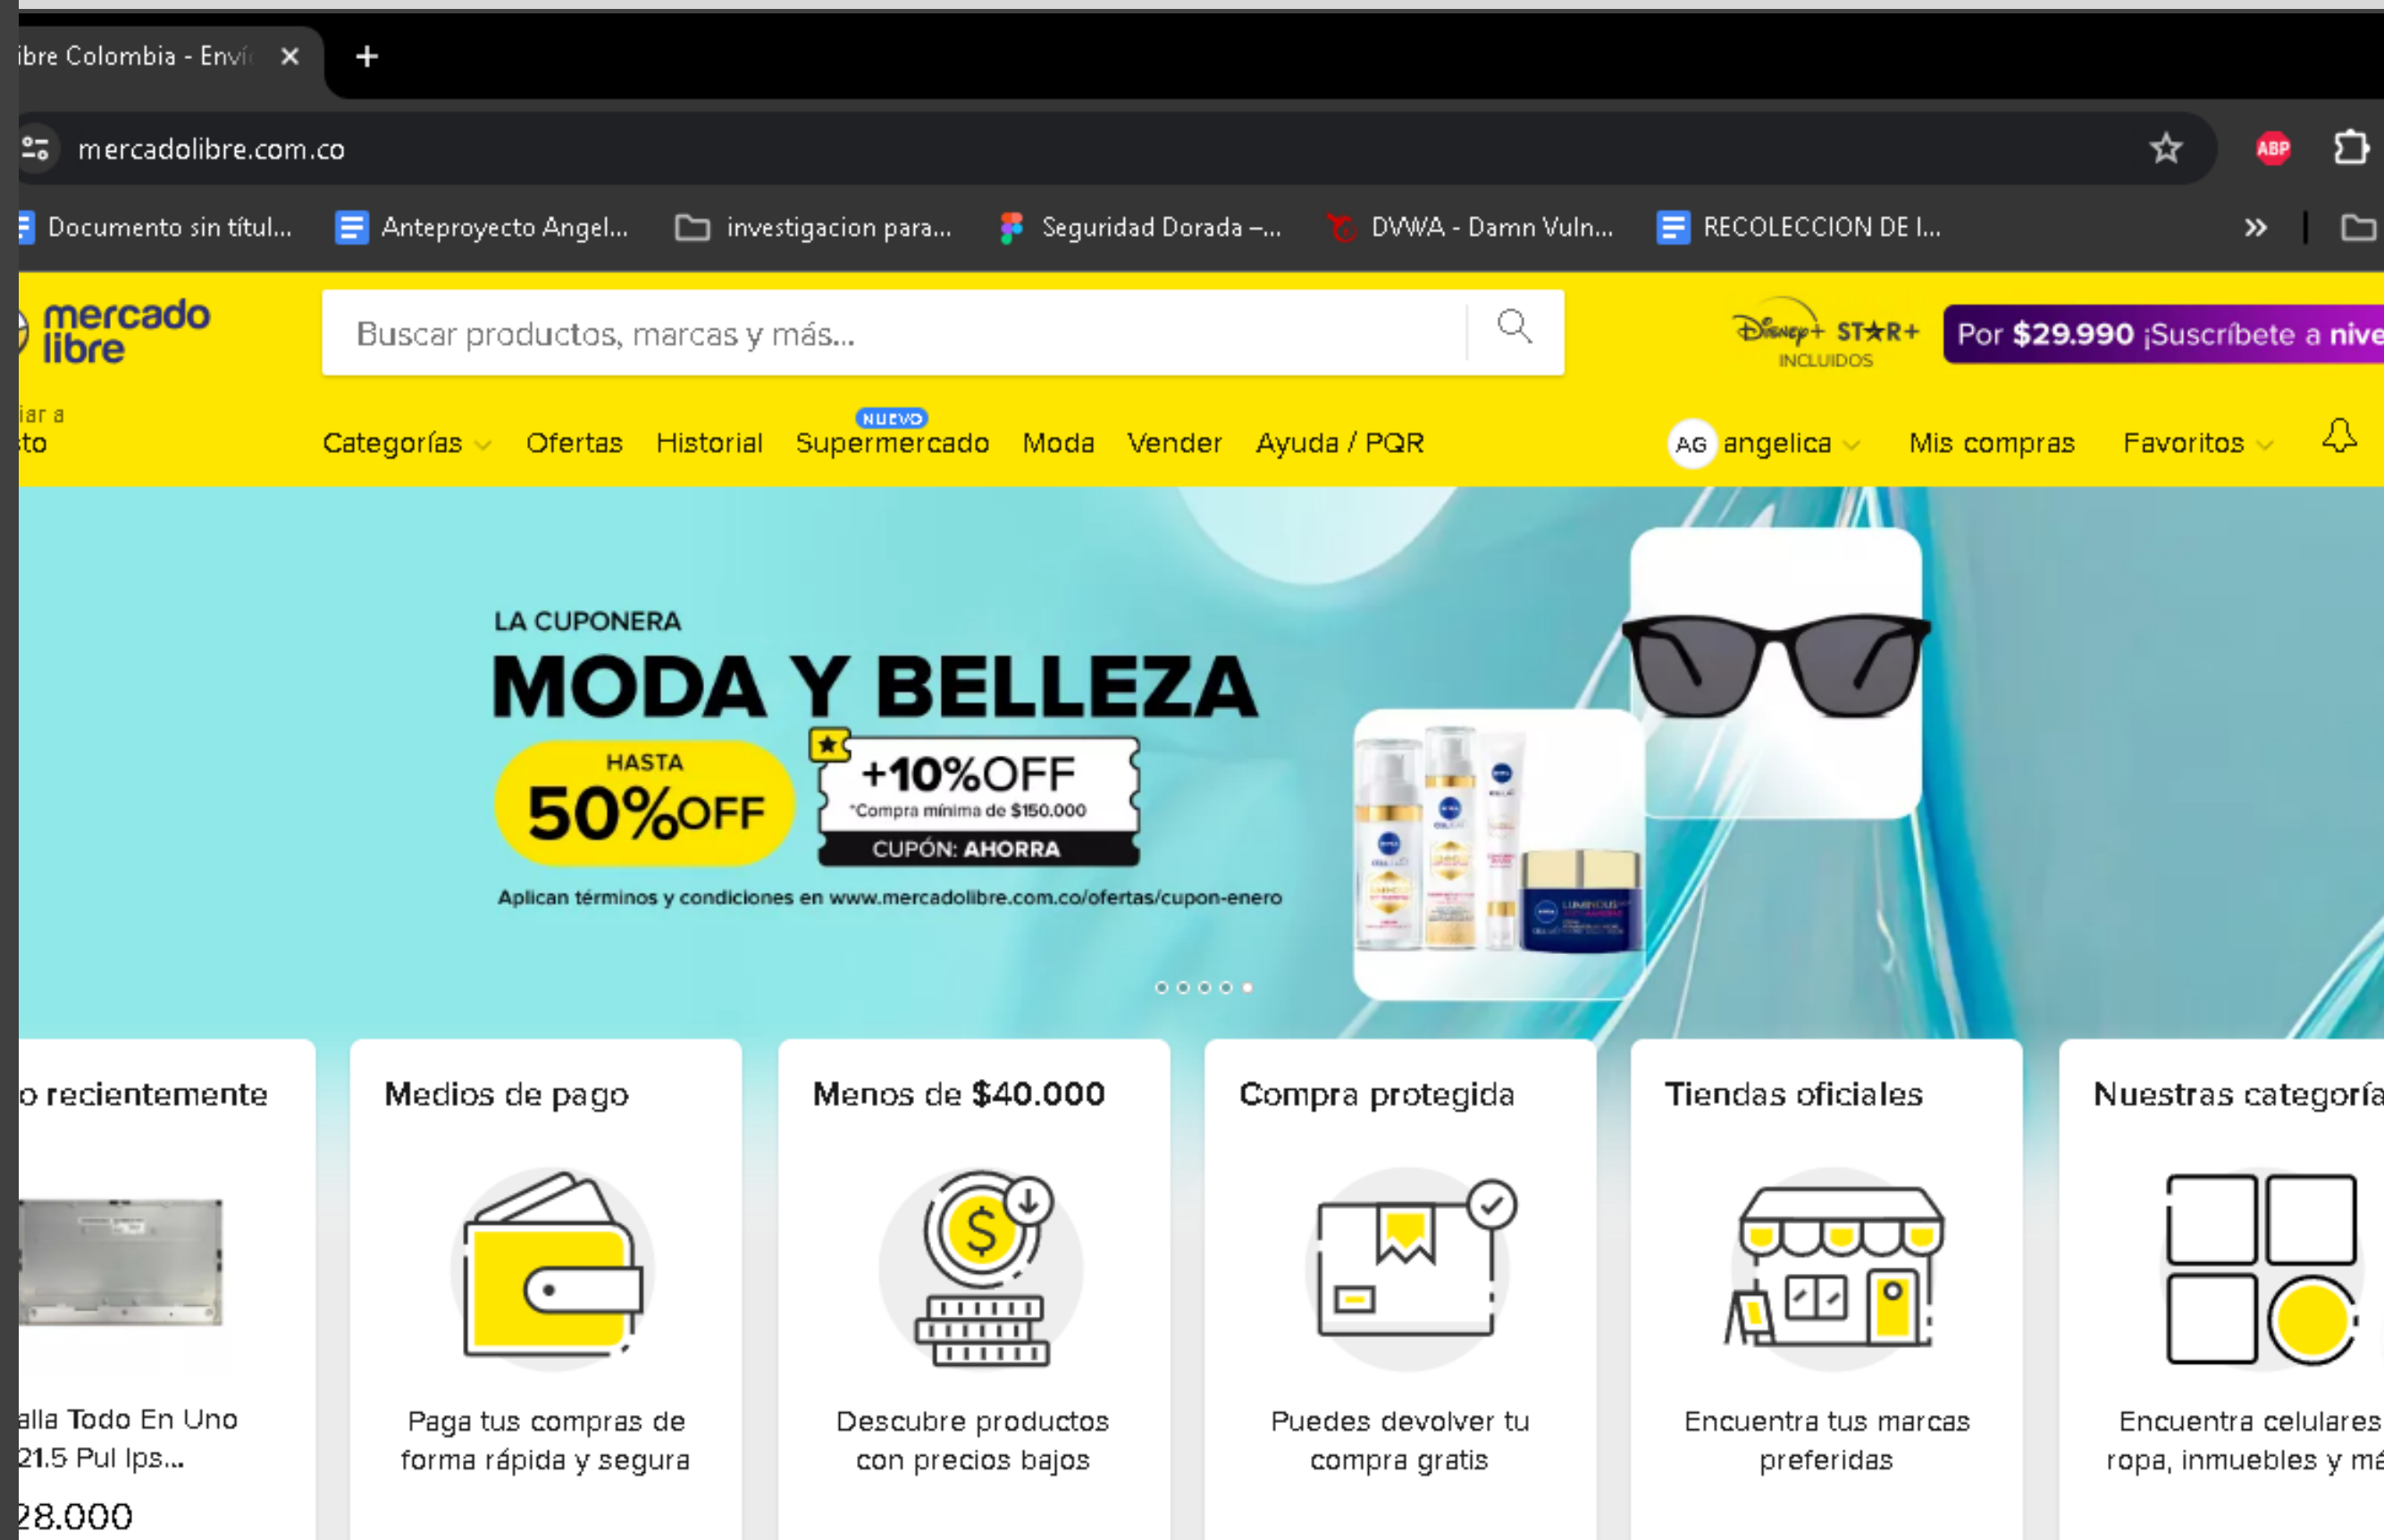 ibre Colombia - Enví
mercadolibre.com.co
ABP
Documento sin títul...
Anteproyecto Angel...
investigacion para...
Seguridad Dorada –...
DVWA - Damn Vuln...
RECOLECCION DE I...
mercado
libre
Buscar productos, marcas y más...
Disney+ STAR+
INCLUIDOS
Por $29.990 ¡Suscríbete a nive
iar a
to
Categorías
Ofertas
Historial
NUEVO
Supermercado
Moda
Vender
Ayuda / PQR
AG angelica
Mis compras
Favoritos
LA CUPONERA
MODA Y BELLEZA
HASTA
50%OFF
+10%OFF
*Compra mínima de $150.000
CUPÓN: AHORRA
Aplican términos y condiciones en www.mercadolibre.com.co/ofertas/cupon-enero
NIVEA
LUMINOUS
o recientemente
alla Todo En Uno
21.5 Pul Ips...
28.000
Medios de pago
Paga tus compras de
forma rápida y segura
Menos de $40.000
Descubre productos
con precios bajos
Compra protegida
Puedes devolver tu
compra gratis
Tiendas oficiales
Encuentra tus marcas
preferidas
Nuestras categoría
Encuentra celulares
ropa, inmuebles y má